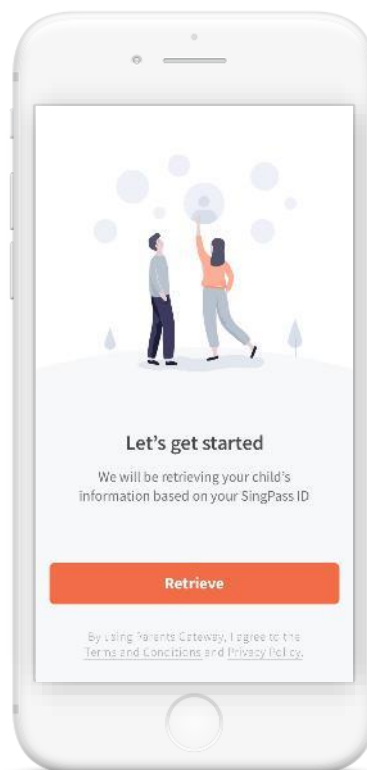 Let's get started
We will be retrieving your child's
information based on your SingPass ID
Retrieve
By using Parents Gateway, I agree to the
Terms and Conditions and Privacy Policy.